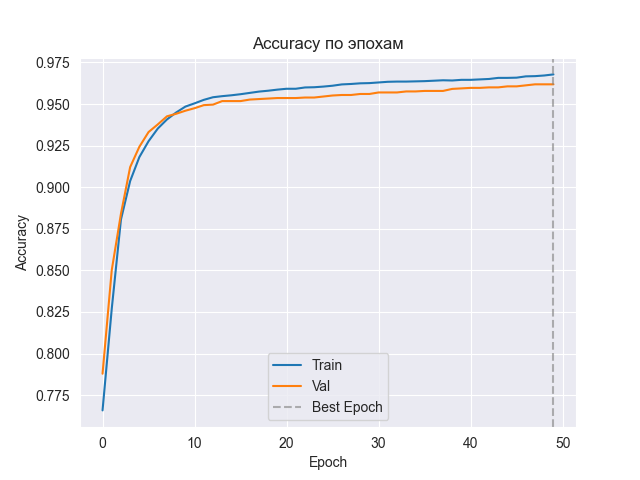 Accuracy по эпохам
0.975
0.950
0.925
0.900
0.875
0.850
0.825
0.800
0.775
Accuracy
Train
Val
Best Epoch
0 10 20 30 40 50
Epoch